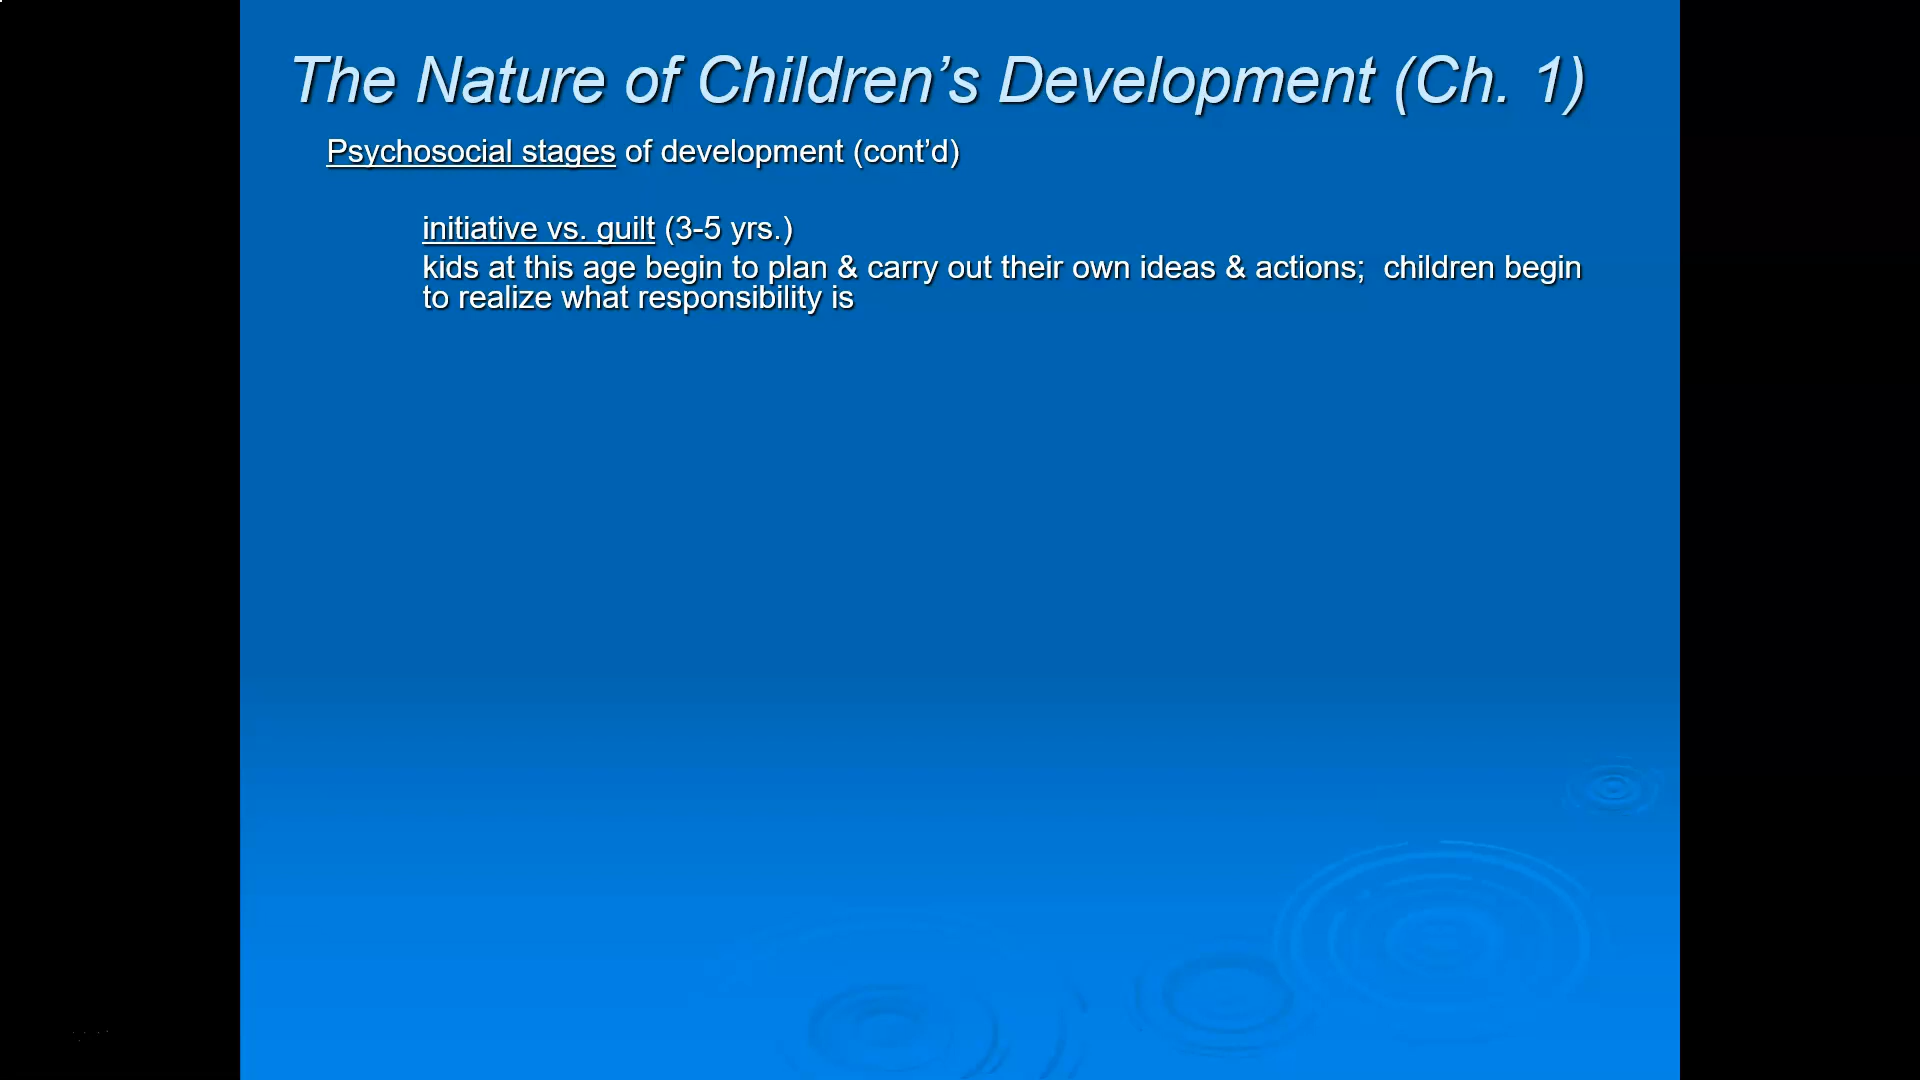 The Nature of Children’s Development (Ch. 1)
Psychosocial stages of development (cont’d)
initiative vs. guilt (3-5 yrs.)
kids at this age begin to plan & carry out their own ideas & actions;  children begin
to realize what responsibility is